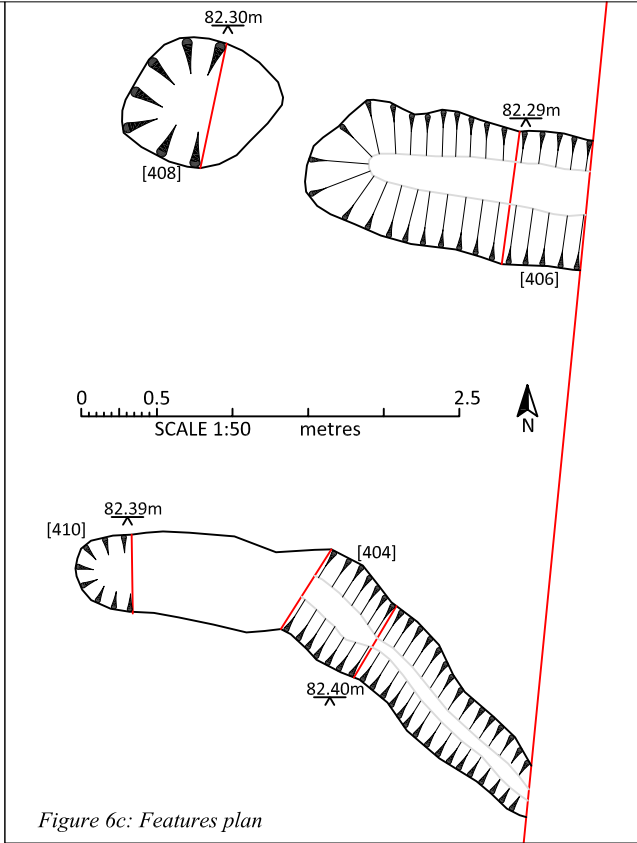 82.30m
82.29m
[408]
[406]
0 0.5 2.5
SCALE 1:50 metres
N
82.39m
[410]
[404]
82.40m
Figure 6c: Features plan